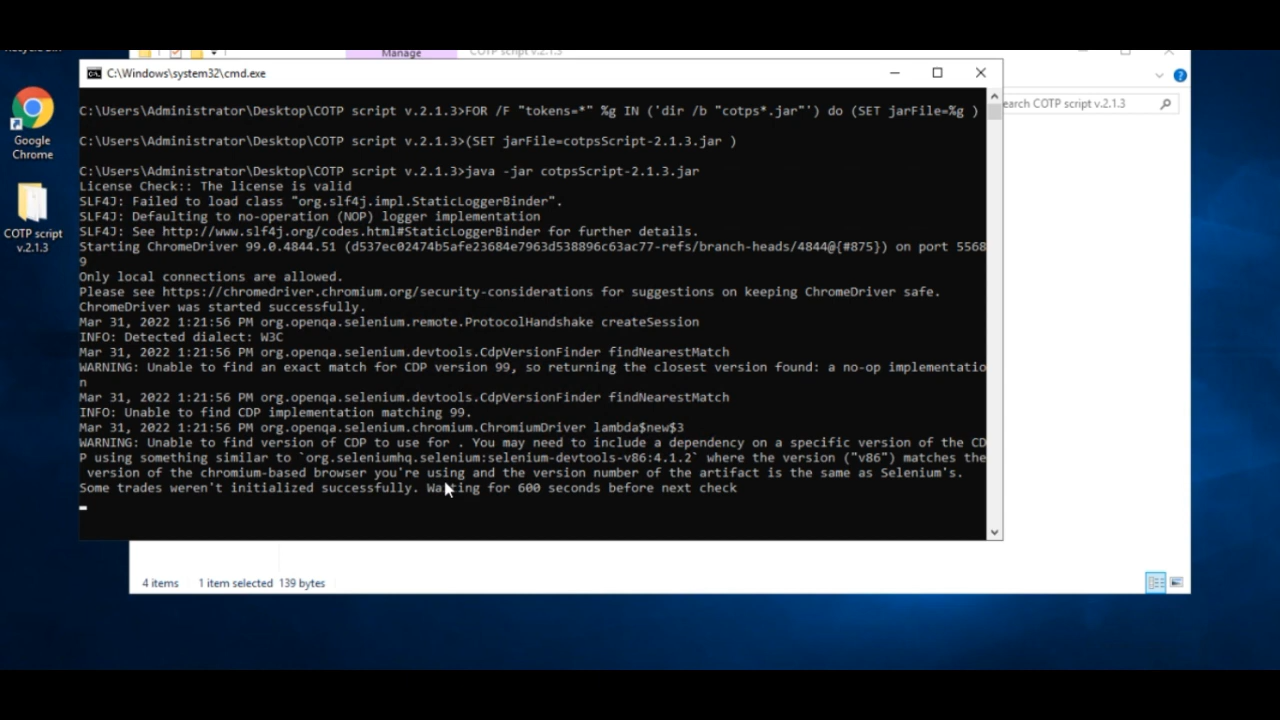 Manage
COTP script v.2.1.3
C:\Windows\system32\cmd.exe
earch COTP script v.2.1.3
C:\Users\Administrator\Desktop\COTP script v.2.1.3>FOR /F "tokens=*" %g IN ('dir /b "cotps*.jar"') do (SET jarFile=%g )
C:\Users\Administrator\Desktop\COTP script v.2.1.3>(SET jarFile=cotpsScript-2.1.3.jar )
C:\Users\Administrator\Desktop\COTP script v.2.1.3>java -jar cotpsScript-2.1.3.jar
License Check:: The license is valid
SLF4J: Failed to load class "org.slf4j.impl.StaticLoggerBinder".
SLF4J: Defaulting to no-operation (NOP) logger implementation
SLF4J: See http://www.slf4j.org/codes.html#StaticLoggerBinder for further details.
Starting ChromeDriver 99.0.4844.51 (d537ec02474b5afe23684e7963d538896c63ac77-refs/branch-heads/4844@{#875}) on port 5568
9
Only local connections are allowed.
Please see https://chromedriver.chromium.org/security-considerations for suggestions on keeping ChromeDriver safe.
ChromeDriver was started successfully.
Mar 31, 2022 1:21:56 PM org.openqa.selenium.remote.ProtocolHandshake createSession
INFO: Detected dialect: W3C
Mar 31, 2022 1:21:56 PM org.openqa.selenium.devtools.CdpVersionFinder findNearestMatch
WARNING: Unable to find an exact match for CDP version 99, so returning the closest version found: a no-op implementatio
n
Mar 31, 2022 1:21:56 PM org.openqa.selenium.devtools.CdpVersionFinder findNearestMatch
INFO: Unable to find CDP implementation matching 99.
Mar 31, 2022 1:21:56 PM org.openqa.selenium.chromium.ChromiumDriver lambda$new$3
WARNING: Unable to find version of CDP to use for . You may need to include a dependency on a specific version of the CD
P using something similar to `org.seleniumhq.selenium:selenium-devtools-v86:4.1.2` where the version ("v86") matches the
version of the chromium-based browser you're using and the version number of the artifact is the same as Selenium's.
Some trades weren't initialized successfully. Waiting for 600 seconds before next check
Google
Chrome
COTP script
v.2.1.3
4 items 1 item selected 139 bytes